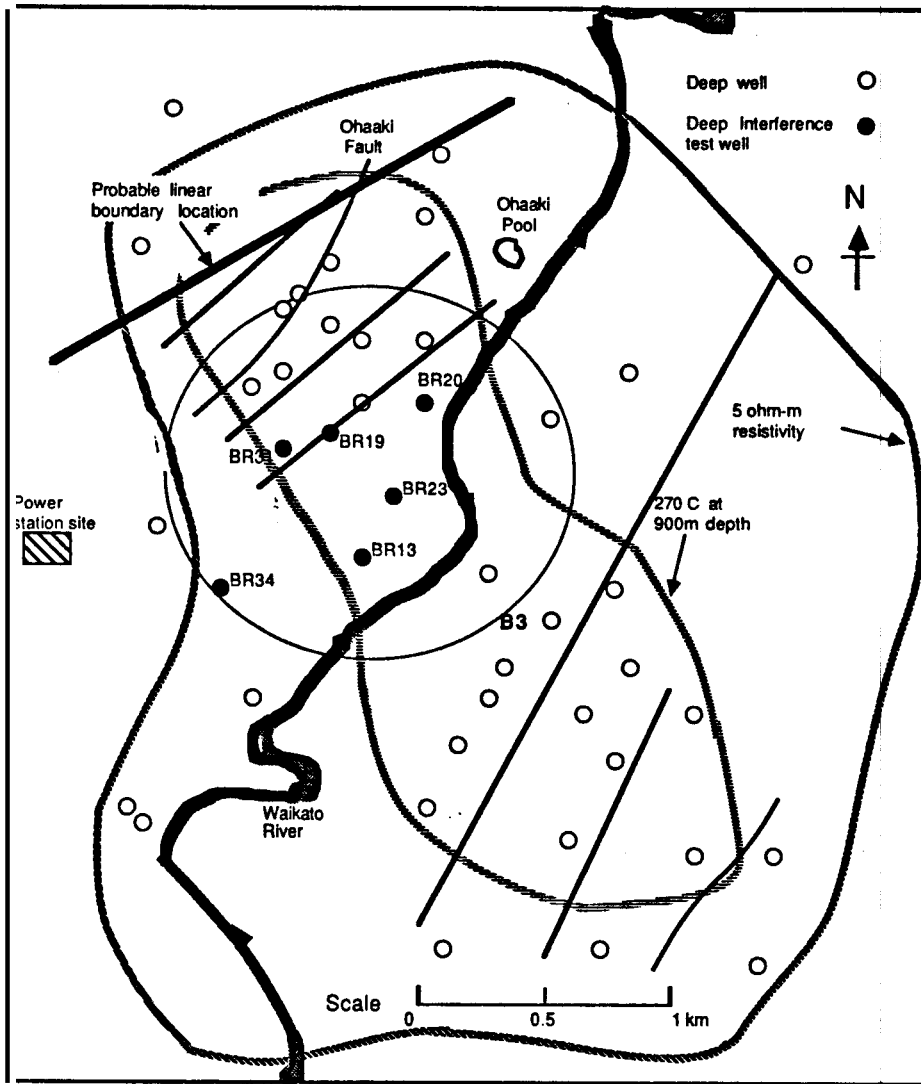 Deep well
Deep Interference
test well
Ohaaki
Fault
Probable linear
boundary location
Ohaaki
Pool
N
BR20
BR19
5 ohm-m
resistivity
BR23
270 C at
900m depth
Power
station site
BR13
BR34
B3
Waikato
River
Scale
0
0.5
1 km